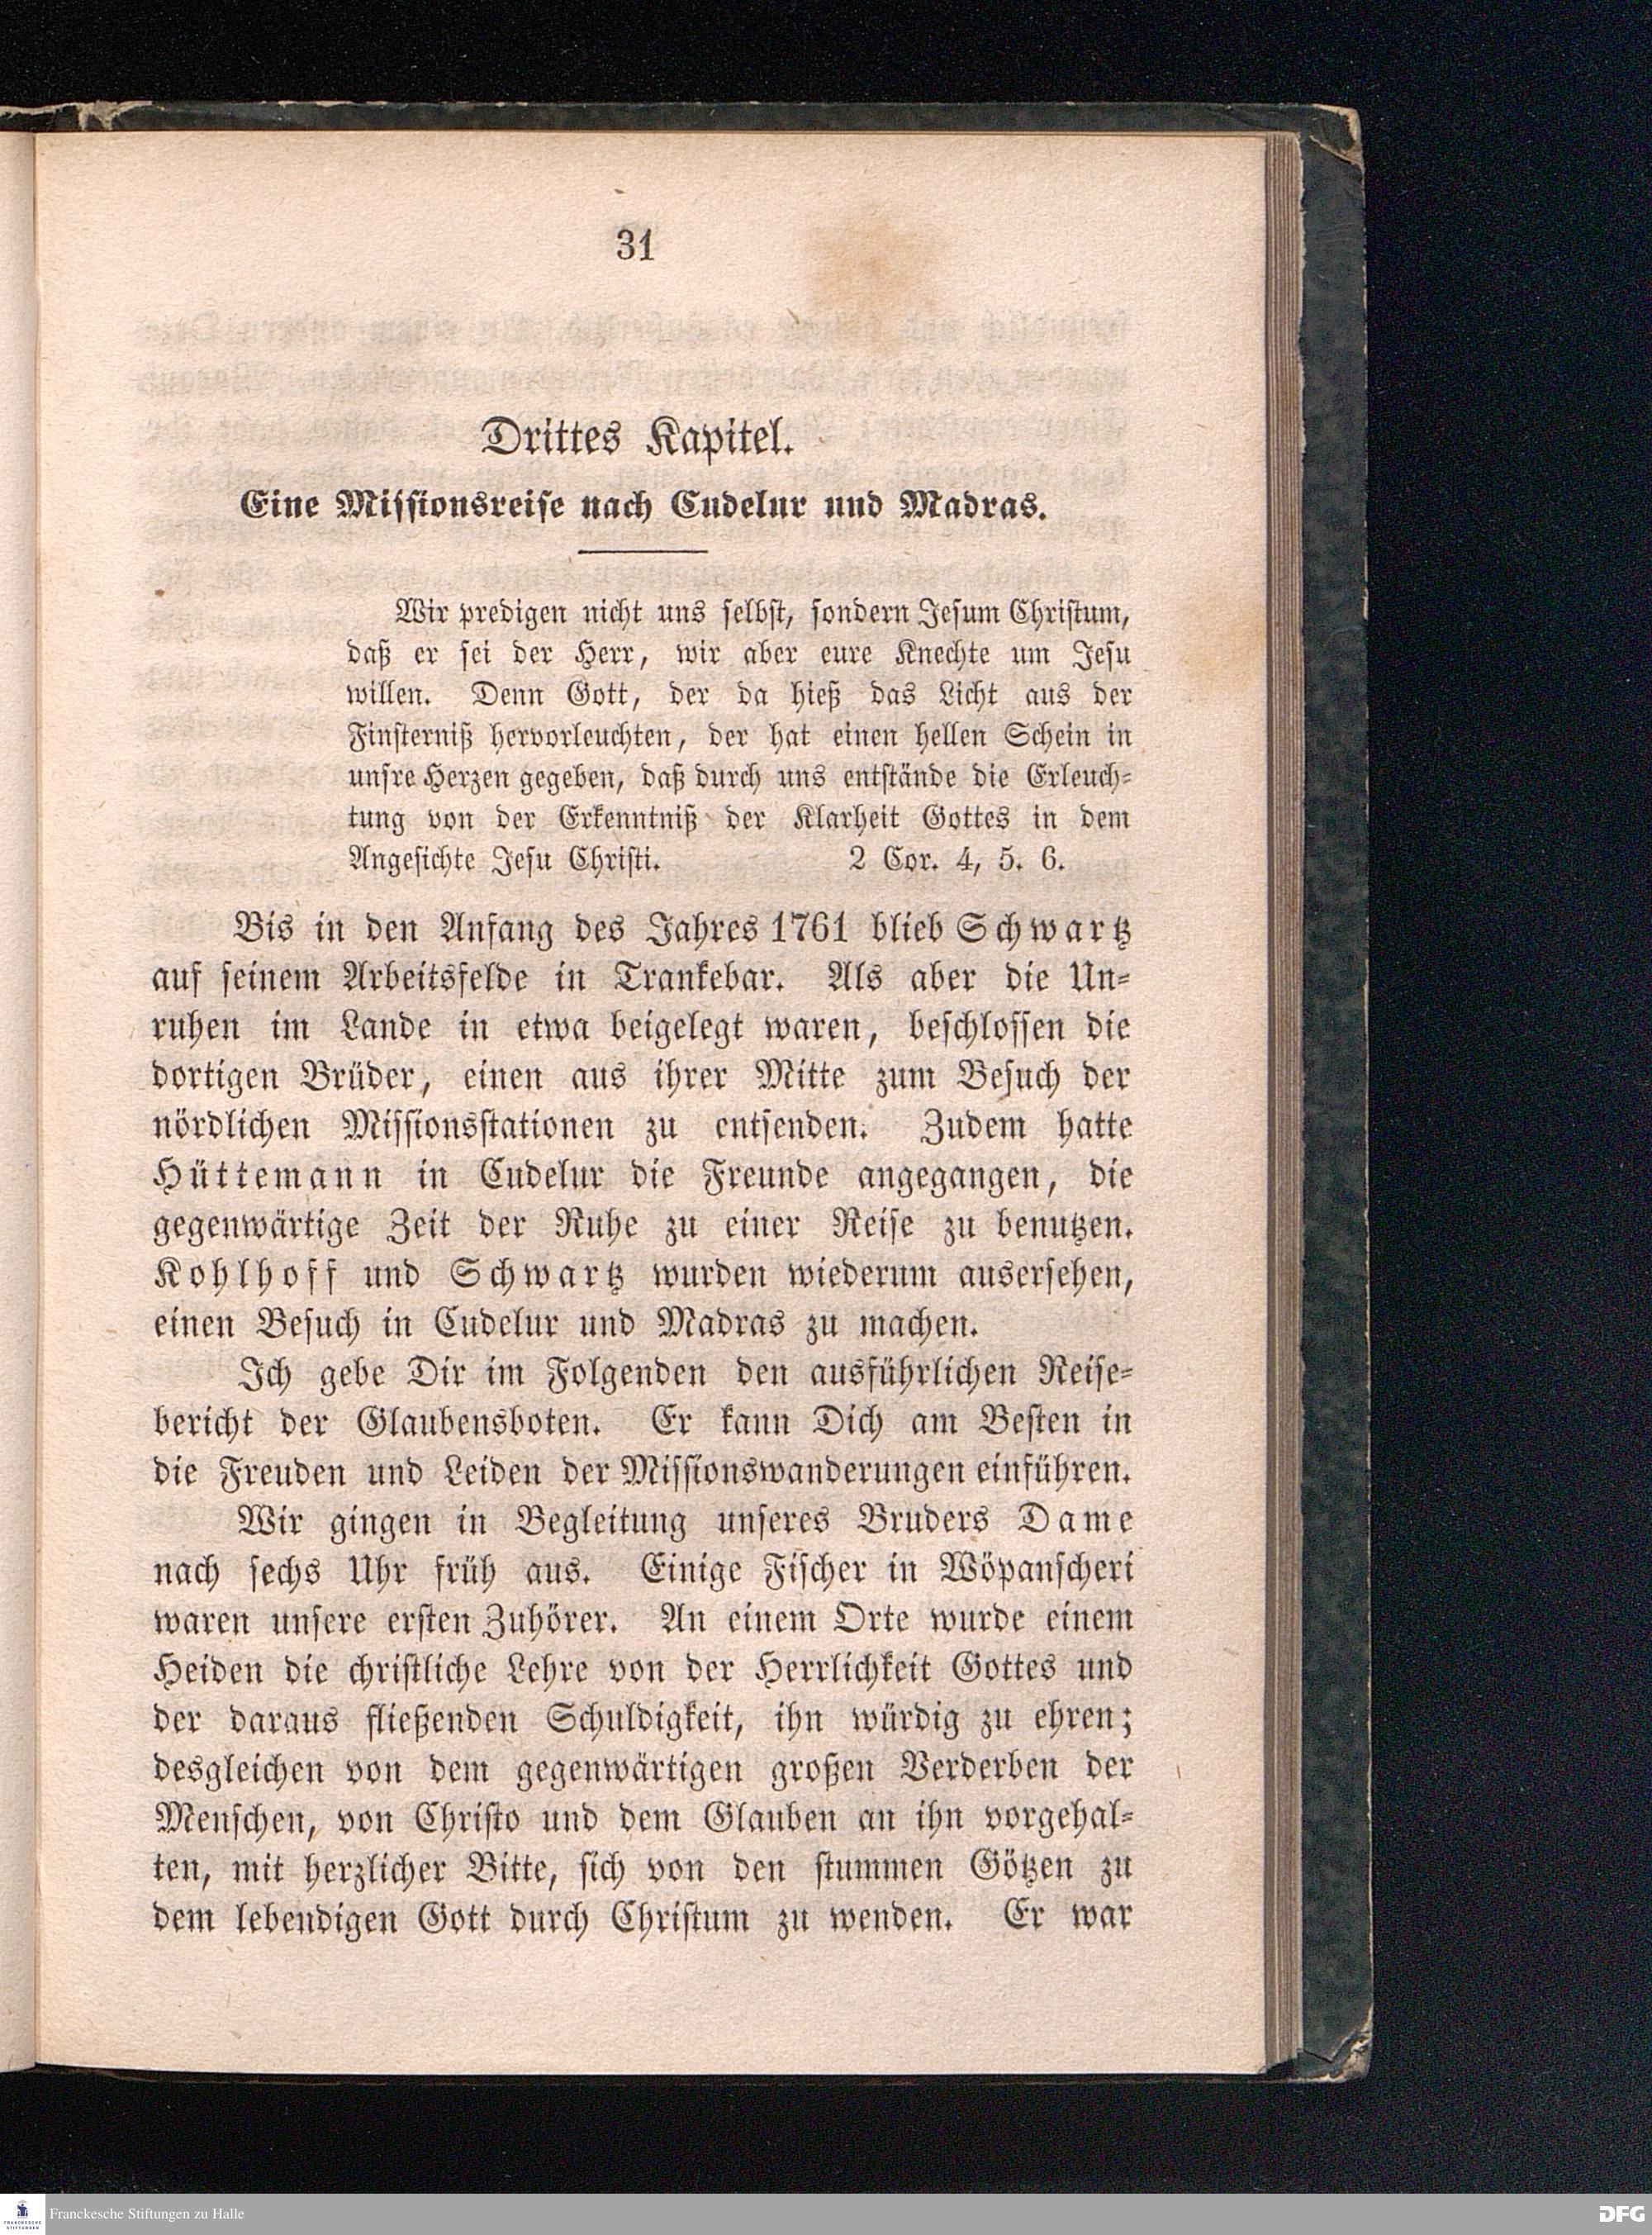 31
Drittes Kapitel.
Eine Missionsreise nach Cudelur und Madras.
Wir predigen nicht uns selbst, sondern Jesum Christum,
daß er sei der Herr, wir aber eure Knechte um Jesu
willen. Denn Gott, der da hieß das Licht aus der
Finsterniß hervorleuchten, der hat einen hellen Schein in
unsre Herzen gegeben, daß durch uns entstände die Erleuch-
tung von der Erkenntniß der Klarheit Gottes in dem
Angesichte Jesu Christi. 2 Cor. 4, 5. 6.
Bis in den Anfang des Jahres 1761 blieb Schwartz
auf seinem Arbeitsfelde in Trankebar. Als aber die Un-
ruhen im Lande in etwa beigelegt waren, beschlossen die
dortigen Brüder, einen aus ihrer Mitte zum Besuch der
nördlichen Missionsstationen zu entsenden. Zudem hatte
Hüttemann in Cudelur die Freunde angegangen, die
gegenwärtige Zeit der Ruhe zu einer Reise zu benutzen.
Kohlhoff und Schwartz wurden wiederum ausersehen,
einen Besuch in Cudelur und Madras zu machen.
Ich gebe Dir im Folgenden den ausführlichen Reise-
bericht der Glaubensboten. Er kann Dich am Besten in
die Freuden und Leiden der Missionswanderungen einführen.
Wir gingen in Begleitung unseres Bruders Dame
nach sechs Uhr früh aus. Einige Fischer in Wöpanscheri
waren unsere ersten Zuhörer. An einem Orte wurde einem
Heiden die christliche Lehre von der Herrlichkeit Gottes und
der daraus fließenden Schuldigkeit, ihn würdig zu ehren;
desgleichen von dem gegenwärtigen großen Verderben der
Menschen, von Christo und dem Glauben an ihn vorgehal-
ten, mit herzlicher Bitte, sich von den stummen Götzen zu
dem lebendigen Gott durch Christum zu wenden. Er war
FRANCKESCHE
STIFTUNGEN
Franckesche Stiftungen zu Halle
DFG